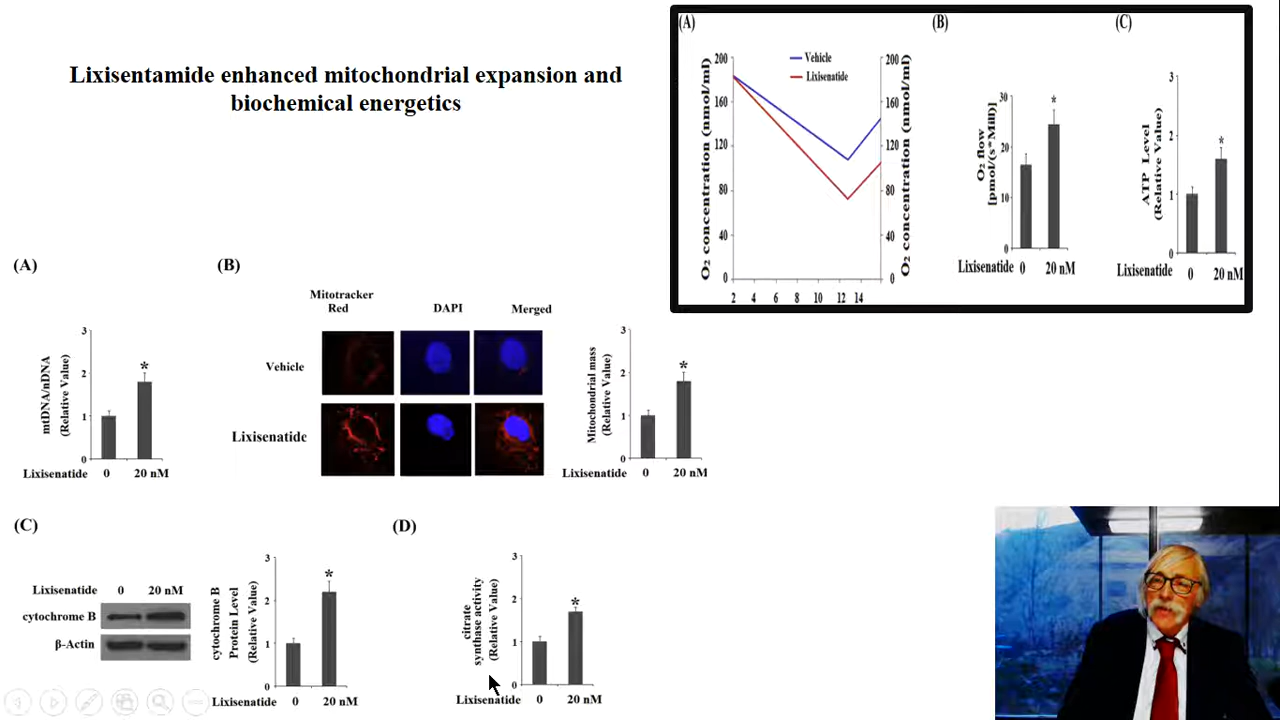 Lixisentamide enhanced mitochondrial expansion and
biochemical energetics
(A)
200
160
120
80
40
0
O₂ concentration (nmol/ml)
Vehicle
Lixisenatide
200
160
120
80
40
0
O₂ concentration (nmol/ml)
2 4 6 8 10 12 14
(B)
30
20
10
0
O₂ flow
[pmol/(s*Mill)]
*
Lixisenatide 0 20 nM
(C)
3
2
1
0
ATP Level
(Relative Value)
*
Lixisenatide 0 20 nM
(A)
3
2
1
0
mtDNA/nDNA
(Relative Value)
*
Lixisenatide 0 20 nM
(B)
Mitotracker
Red
DAPI
Merged
Vehicle
Lixisenatide
3
2
1
0
Mitochondrial mass
(Relative Value)
*
Lixisenatide 0 20 nM
(C)
Lixisenatide 0 20 nM
cytochrome B
β-Actin
3
2
1
0
cytochrome B
Protein Level
(Relative Value)
*
Lixisenatide 0 20 nM
(D)
3
2
1
0
citrate
synthase activity
(Relative Value)
*
Lixisenatide 0 20 nM